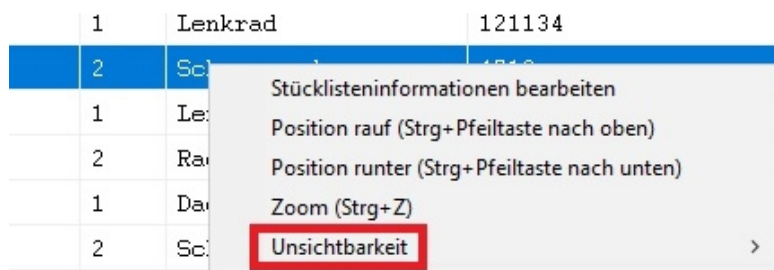 1 Lenkrad 121134
2
Stücklisteninformationen bearbeiten
1
Position rauf (Strg+Pfeiltaste nach oben)
2
Position runter (Strg+Pfeiltaste nach unten)
1
Zoom (Strg+Z)
2
Unsichtbarkeit >